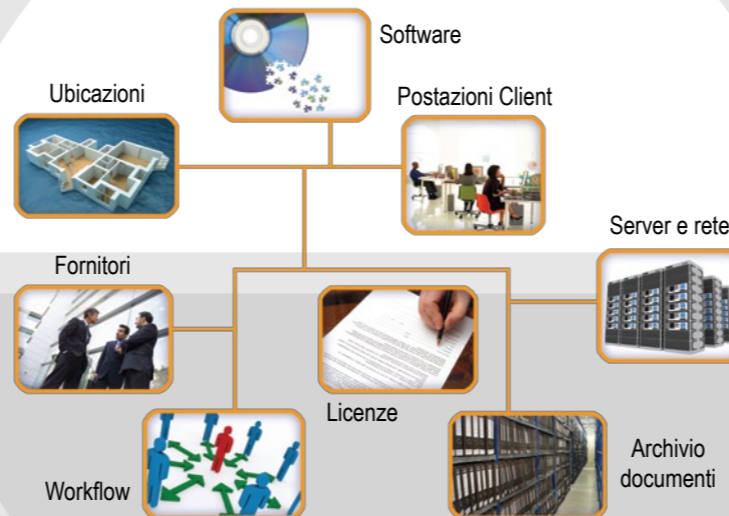 Software
Ubicazioni
Postazioni Client
Server e rete
Fornitori
Licenze
Workflow
Archivio
documenti